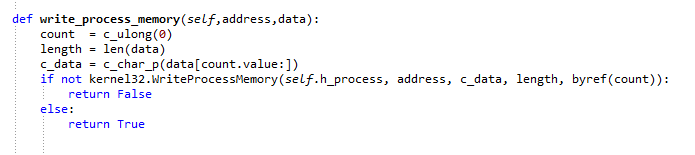 def write_process_memory(self,address,data):
    count  = c_ulong(0)
    length = len(data)
    c_data = c_char_p(data[count.value:])
    if not kernel32.WriteProcessMemory(self.h_process, address, c_data, length, byref(count)):
        return False
    else:
        return True